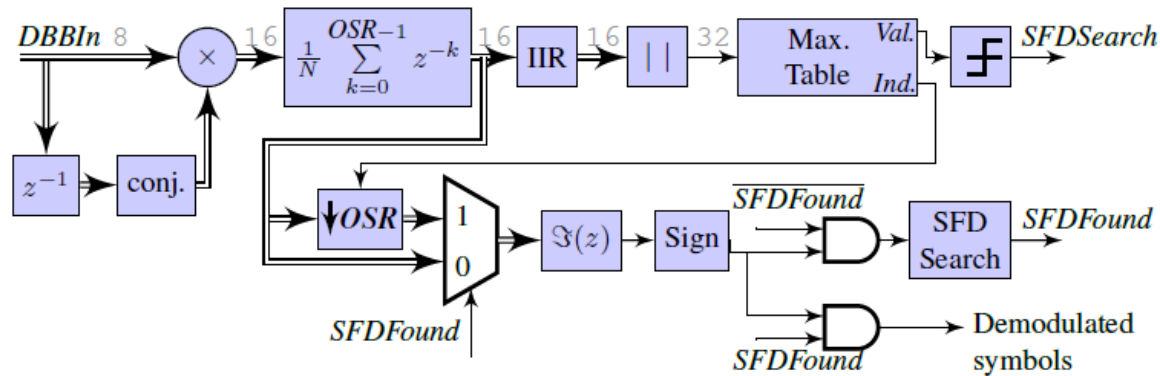 DBBIn 8
×
16
1/N ∑_{k=0}^{OSR−1} z^{−k}
16
IIR
16
| |
32
Max.
Table
Val.
Ind.
SFDSearch
z^{−1}
conj.
↓OSR
1
0
SFDFound
ℑ(z)
Sign
\overline{SFDFound}
SFD
Search
SFDFound
SFDFound
Demodulated
symbols